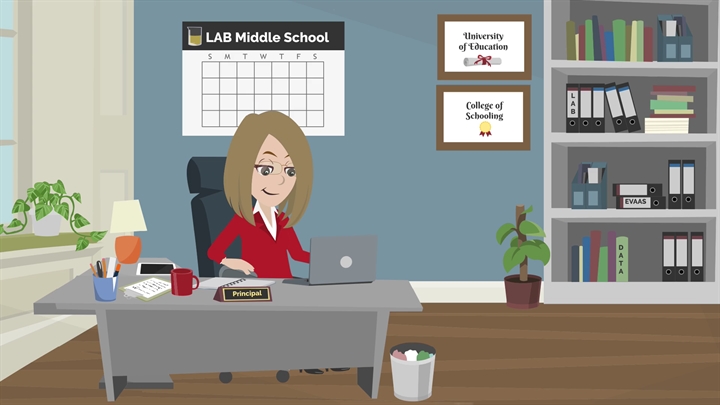 LAB Middle School
S M T W T F S
University
of Education
College of
Schooling
LAB
EVAAS
DATA
Principal